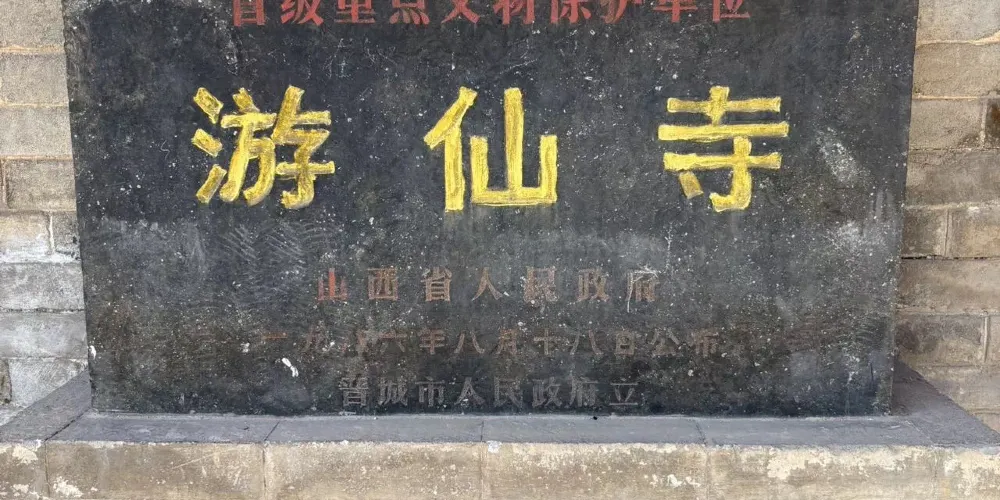 省级重点文物保护单位
游仙寺
山西省人民政府
一九八六年八月十八日公布
晋城市人民政府立